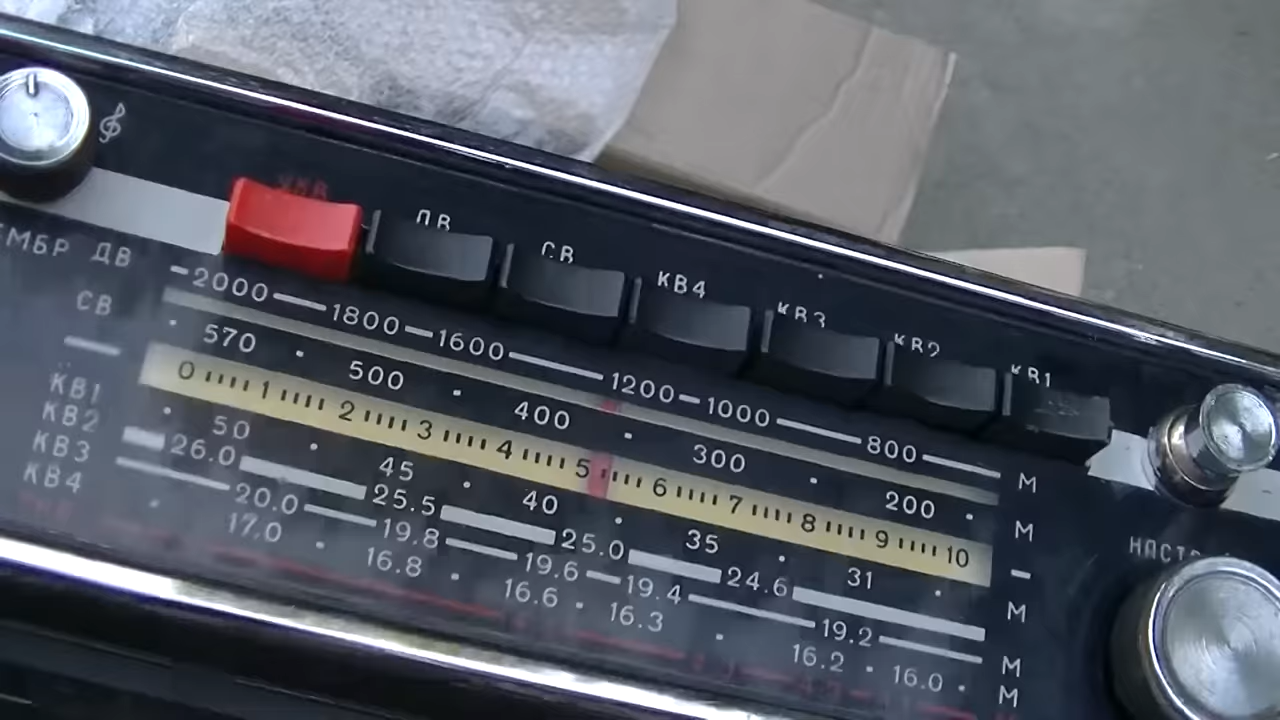 УКВ ДВ СВ КВ4 КВ3 КВ2 КВ1
ДВ 2000 1800 1600 1200 1000 800 М
СВ 570 500 400 300 200 М
0 1 2 3 4 5 6 7 8 9 10
КВ1 50 45 40 35 31 М
КВ2 26.0 25.5 25.0 24.6 М
КВ3 20.0 19.8 19.6 19.4 19.2 М
КВ4 17.0 16.8 16.6 16.3 16.2 16.0 М